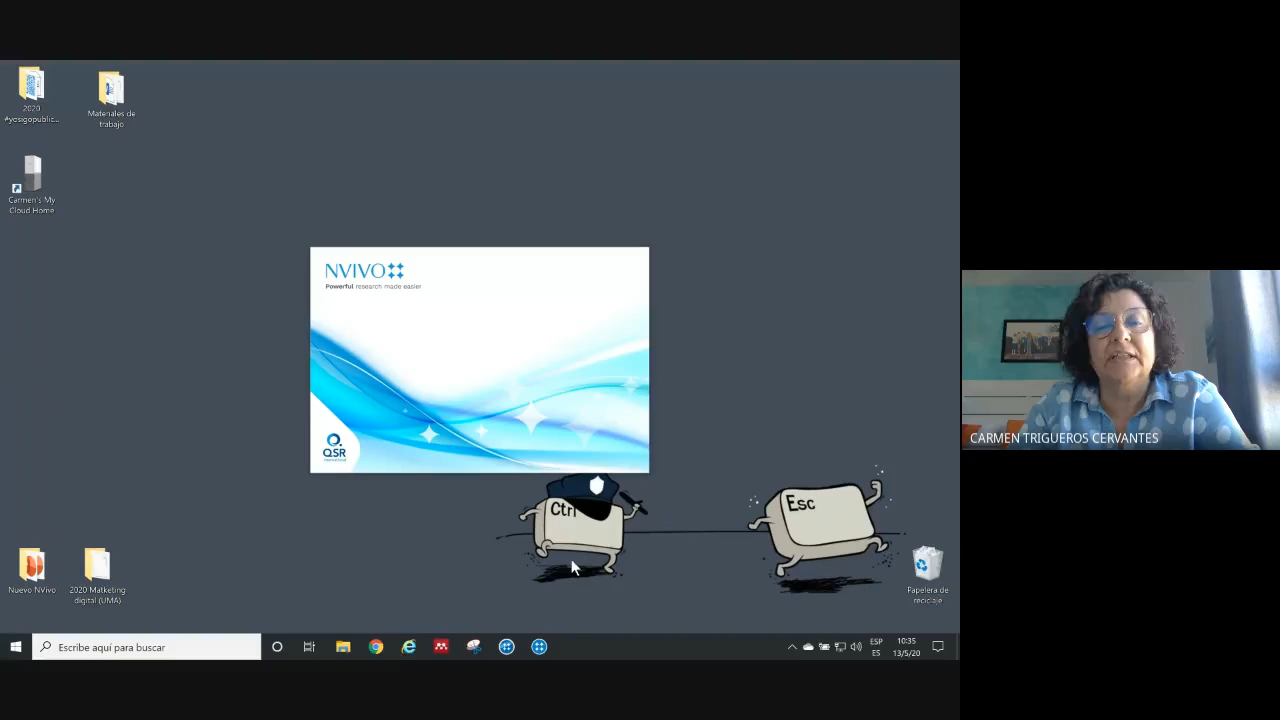 2020
#yosigopublic...
Materiales de
trabajo
Carmen's My
Cloud Home
NVIVO
Powerful research made easier
QSR
International
Ctrl
Esc
CARMEN TRIGUEROS CERVANTES
Nuevo NVivo
2020 Marketing
digital (UMA)
Papelera de
reciclaje
Escribe aquí para buscar
ESP
ES
10:35
13/5/20